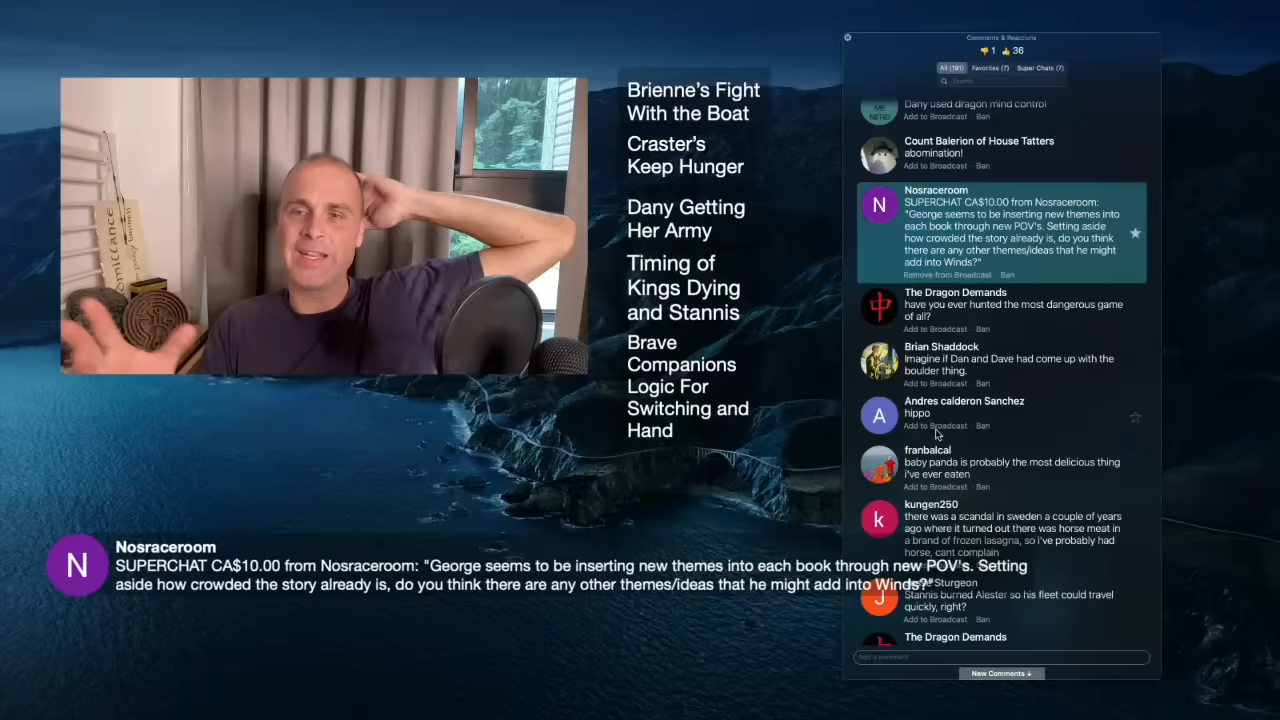 Brienne's Fight
With the Boat
Craster's
Keep Hunger
Dany Getting
Her Army
Timing of
Kings Dying
and Stannis
Brave
Companions
Logic For
Switching and
Hand
Comments & Reactions
👎 1 👍 36
All (191) Favorites (7) Super Chats (7)
Search
ME
NERD
Dany used dragon mind control
Add to Broadcast · Ban
Count Balerion of House Tatters
abomination!
Add to Broadcast · Ban
N
Nosraceroom
SUPERCHAT CA$10.00 from Nosraceroom:
"George seems to be inserting new themes into
each book through new POV's. Setting aside
how crowded the story already is, do you think
there are any other themes/ideas that he might
add into Winds?"
Remove from Broadcast · Ban
中
The Dragon Demands
have you ever hunted the most dangerous game
of all?
Add to Broadcast · Ban
Brian Shaddock
Imagine if Dan and Dave had come up with the
boulder thing.
Add to Broadcast · Ban
A
Andres calderon Sanchez
hippo
Add to Broadcast · Ban
franbalcal
baby panda is probably the most delicious thing
i've ever eaten
Add to Broadcast · Ban
k
kungen250
there was a scandal in sweden a couple of years
ago where it turned out there was horse meat in
a brand of frozen lasagna, so i've probably had
horse, cant complain
J
Sturgeon
Stannis burned Alester so his fleet could travel
quickly, right?
Add to Broadcast · Ban
The Dragon Demands
Add a comment
New Comments ↓
N
Nosraceroom
SUPERCHAT CA$10.00 from Nosraceroom: "George seems to be inserting new themes into each book through new POV's. Setting
aside how crowded the story already is, do you think there are any other themes/ideas that he might add into Winds?"